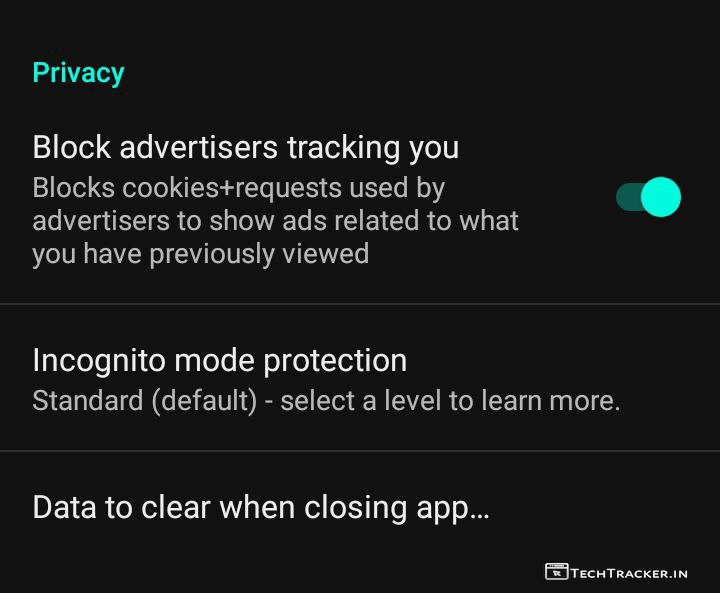 Privacy
Block advertisers tracking you
Blocks cookies+requests used by
advertisers to show ads related to what
you have previously viewed
Incognito mode protection
Standard (default) - select a level to learn more.
Data to clear when closing app...
TECHTRACKER.IN